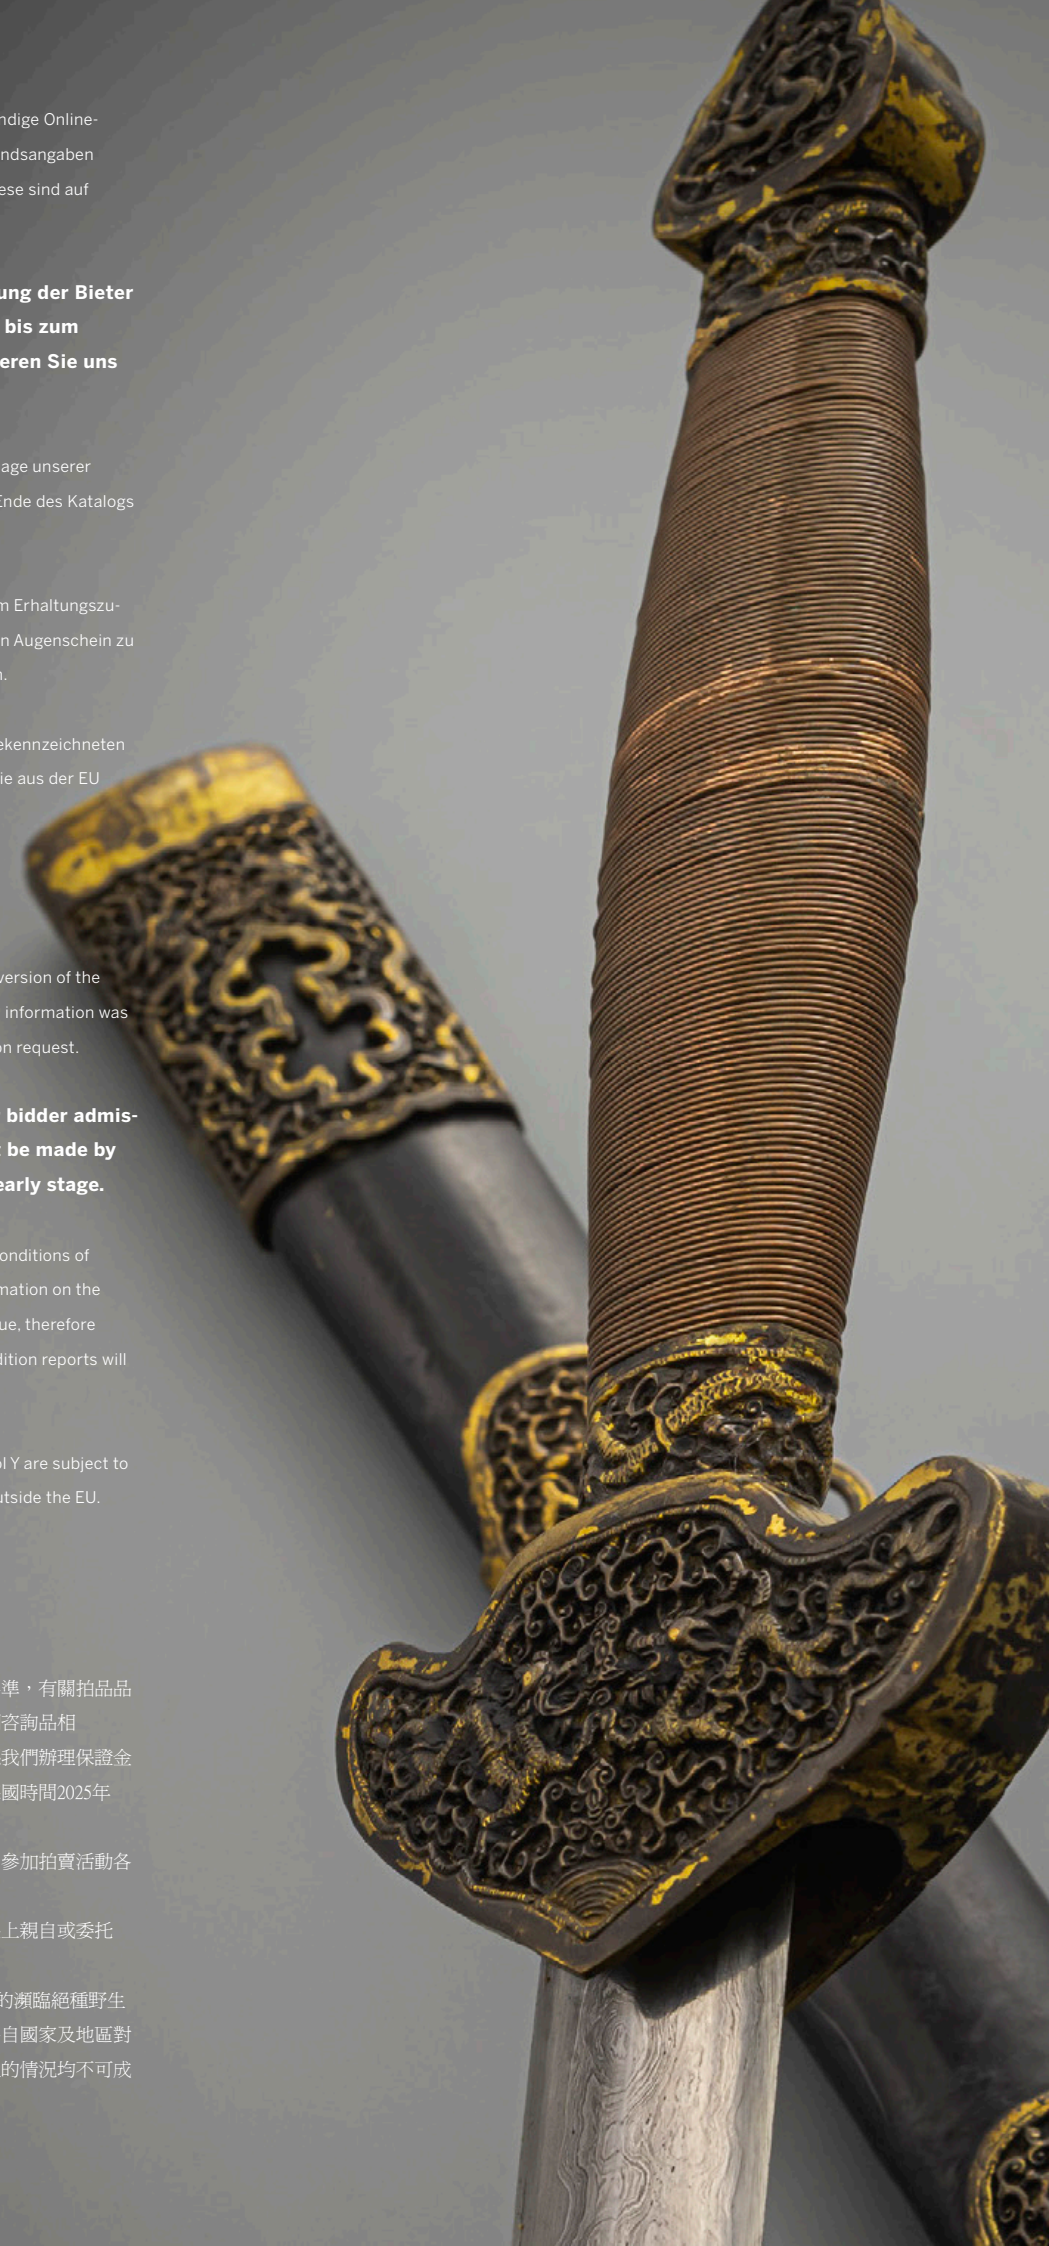 ndige Online-
ndsangaben
ese sind auf
ung der Bieter
bis zum
eren Sie uns
age unserer
Ende des Katalogs
m Erhaltungszu-
n Augenschein zu
n.
ekennzeichneten
ie aus der EU
version of the
information was
on request.
bidder admis-
t be made by
early stage.
onditions of
mation on the
ue, therefore
dition reports will
ol Y are subject to
utside the EU.
準，有關拍品品
咨詢品相
我們辦理保證金
國時間2025年
參加拍賣活動各
上親自或委托
的瀕臨絕種野生
自國家及地區對
的情況均不可成